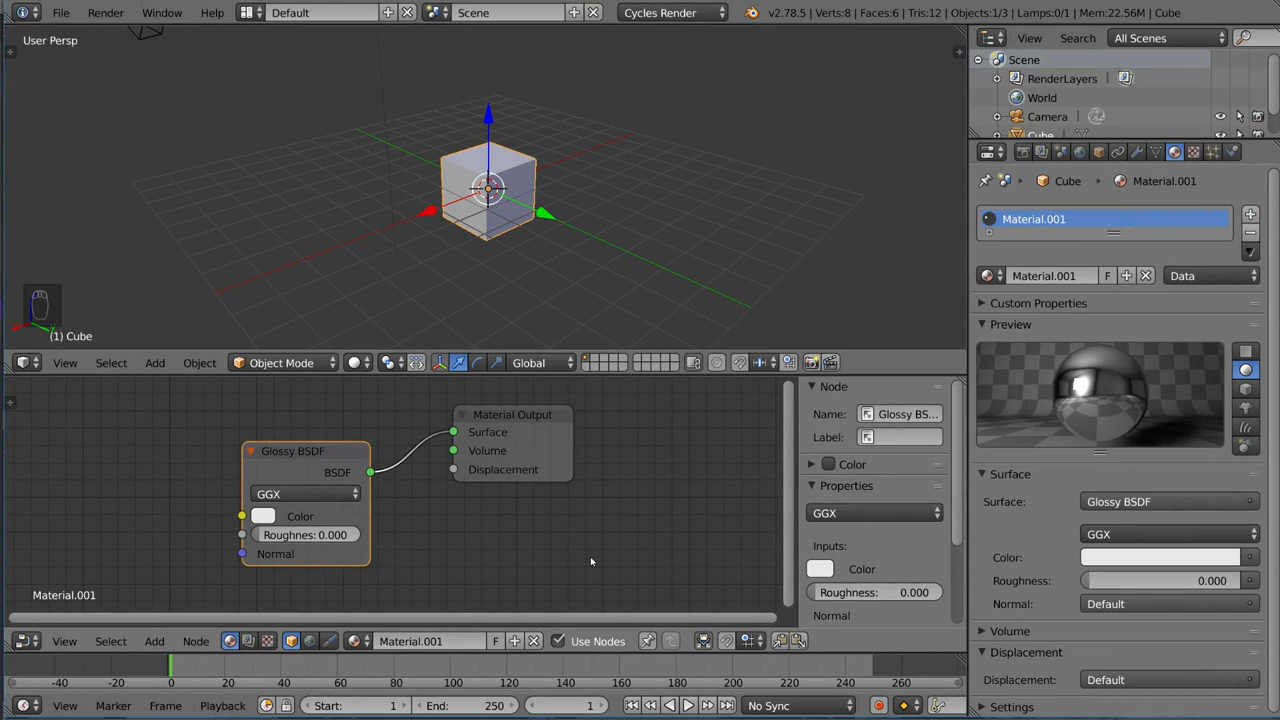 File Render Window Help Default Scene Cycles Render v2.78.5 | Verts:8 | Faces:6 | Tris:12 | Objects:1/3 | Lamps:0/1 | Mem:22.56M | Cube
User Persp
(1) Cube
View Select Add Object Object Mode Global
Glossy BSDF
BSDF
GGX
Color
Roughnes: 0.000
Normal
Material Output
Surface
Volume
Displacement
Material.001
Node
Name: Glossy BS...
Label:
Color
Properties
GGX
Inputs:
Color
Roughness: 0.000
Normal
View Select Add Node Material.001 F Use Nodes
-40 -20 0 20 40 60 80 100 120 140 160 180 200 220 240 260
View Marker Frame Playback Start: 1 End: 250 1 No Sync
View Search All Scenes
Scene
RenderLayers
World
Camera
Cube
Cube Material.001
Material.001
Material.001 F Data
Custom Properties
Preview
Surface
Surface: Glossy BSDF
GGX
Color:
Roughness: 0.000
Normal: Default
Volume
Displacement
Displacement: Default
Settings